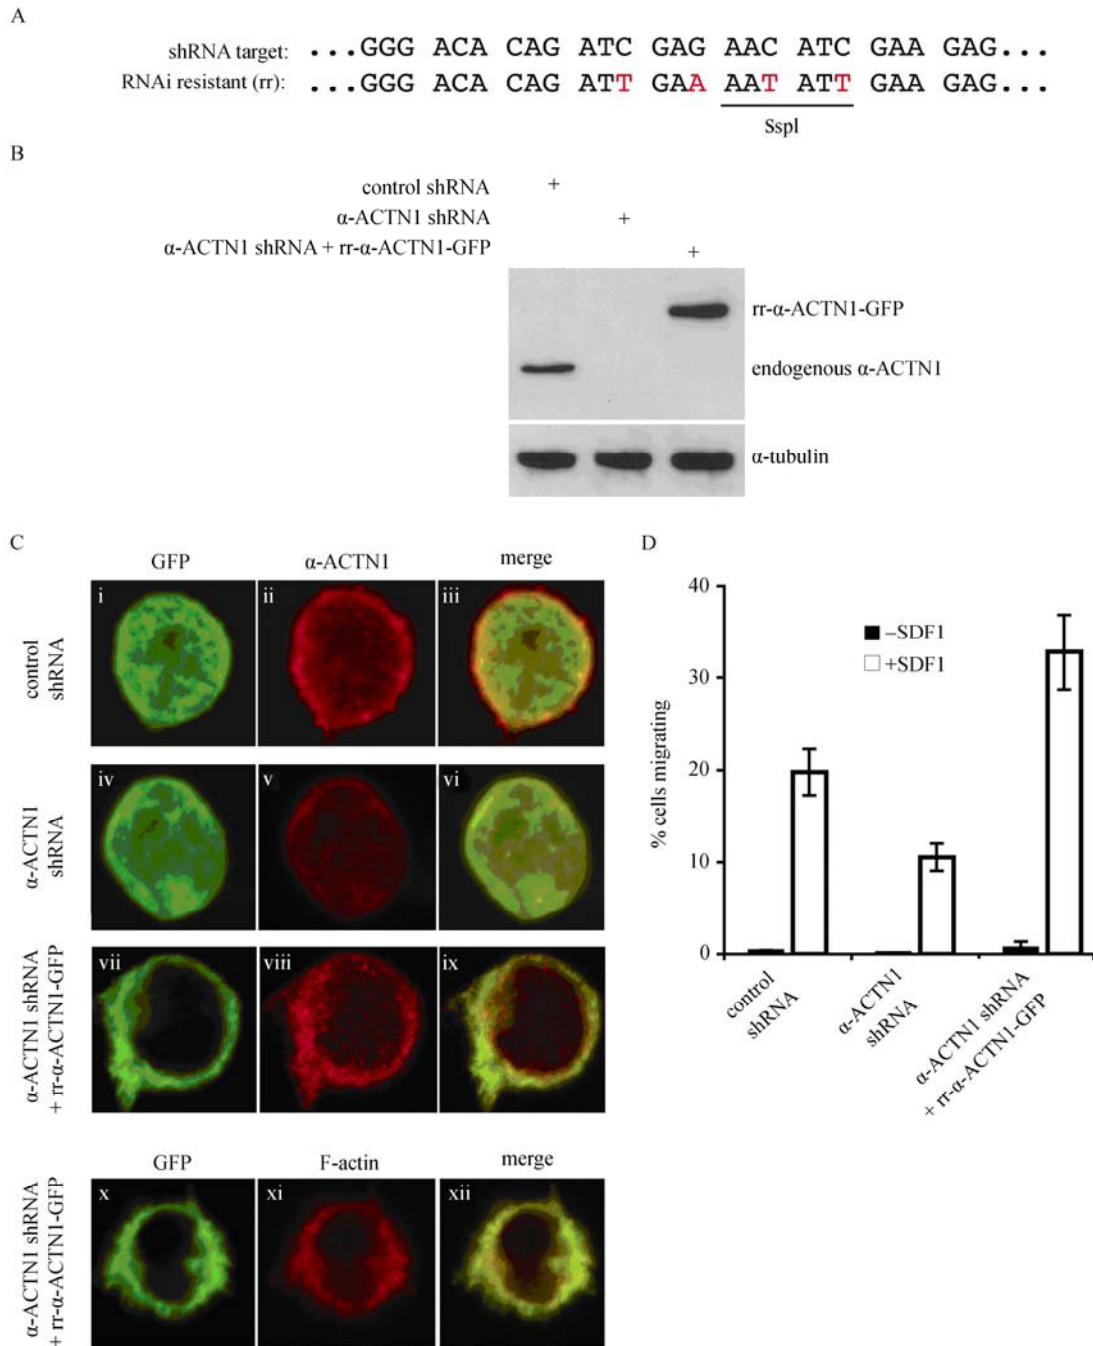 A
shRNA target: ...GGG ACA CAG ATC GAG AAC ATC GAA GAG...
RNAi resistant (rr): ...GGG ACA CAG ATT GAA AAT ATT GAA GAG...
SspI
B
control shRNA +
α-ACTN1 shRNA +
α-ACTN1 shRNA + rr-α-ACTN1-GFP +
rr-α-ACTN1-GFP
endogenous α-ACTN1
α-tubulin
C
GFP α-ACTN1 merge
control
shRNA
i ii iii
α-ACTN1
shRNA
iv v vi
α-ACTN1 shRNA
+ rr-α-ACTN1-GFP
vii viii ix
GFP F-actin merge
α-ACTN1 shRNA
+ rr-α-ACTN1-GFP
x xi xii
D
% cells migrating
40
30
20
10
0
–SDF1
+SDF1
control
shRNA
α-ACTN1
shRNA
α-ACTN1 shRNA
+ rr-α-ACTN1-GFP